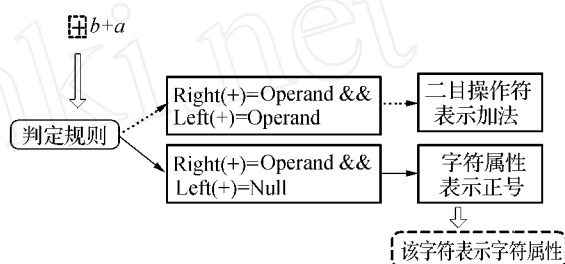 +b+a
Right(+)=Operand &&
Left(+)=Operand
二目操作符
表示加法
判定规则
Right(+)=Operand &&
Left(+)=Null
字符属性
表示正号
该字符表示字符属性